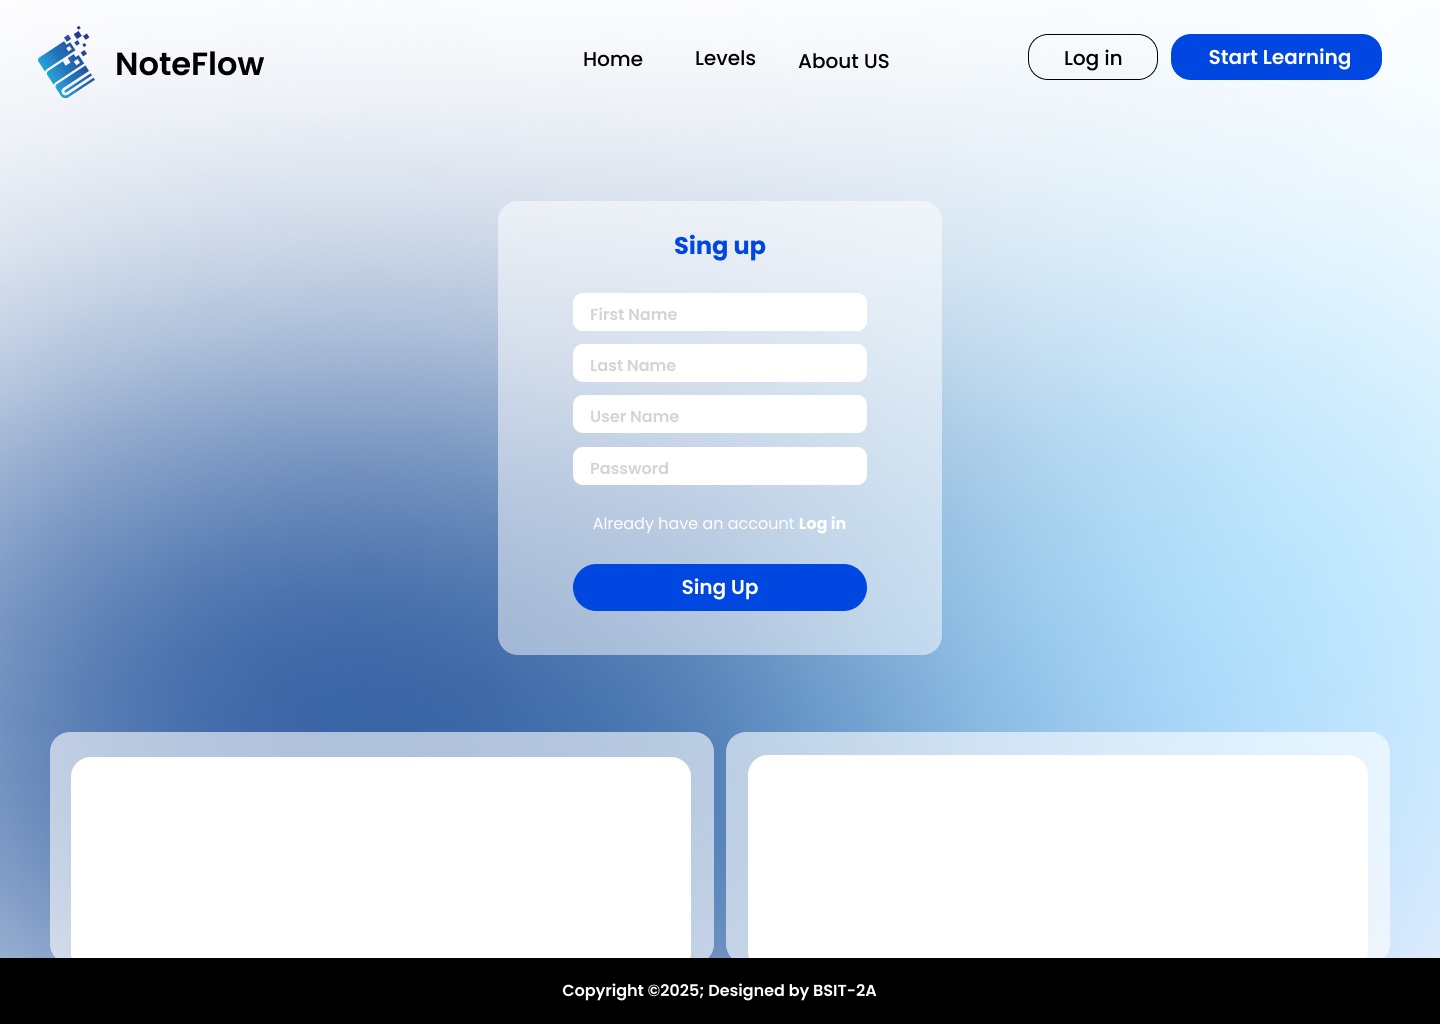 NoteFlow
Home
Levels
About US
Log in
Start Learning
Sing up
First Name
Last Name
User Name
Password
Already have an account Log in
Sing Up
Copyright ©2025; Designed by BSIT-2A